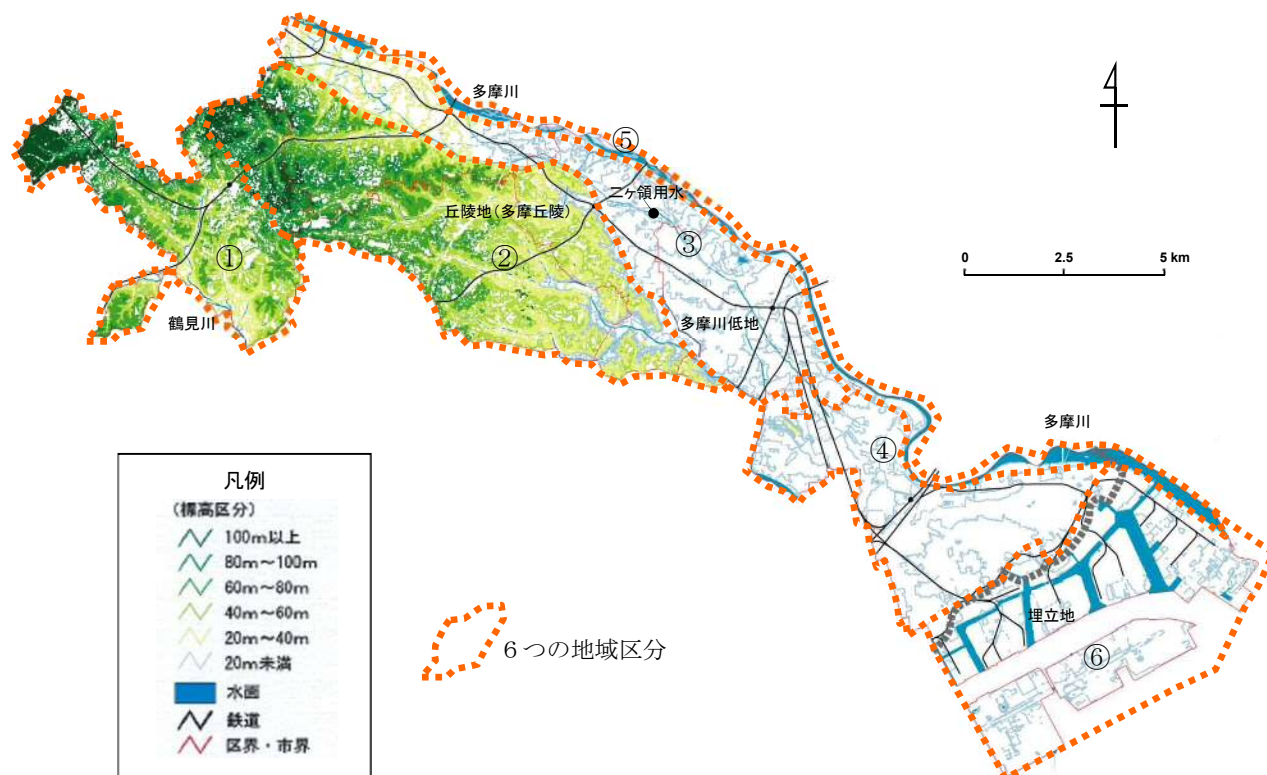 多摩川
⑤
二ケ領用水
丘陵地(多摩丘陵)
③
①
②
0 2.5 5 km
鶴見川
多摩川低地
多摩川
④
凡例
(標高区分)
100m以上
80m～100m
60m～80m
40m～60m
20m～40m
20m未満
水面
鉄道
区界・市界
6つの地域区分
埋立地
⑥